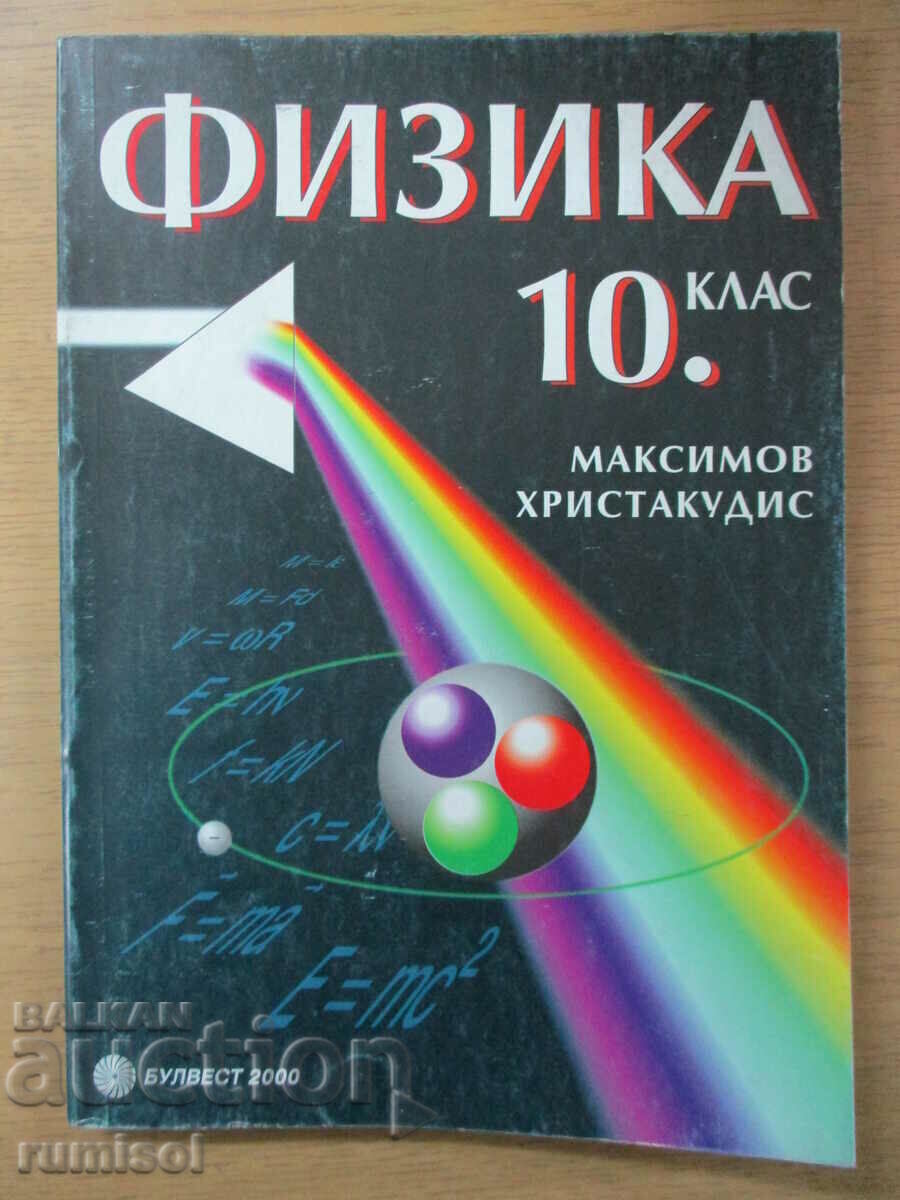 ФИЗИКА
10. КЛАС
МАКСИМОВ
ХРИСТАКУДИС
M=Fd
v=ωR
E=hν
f=kN
c=λν
F=ma
E=mc²
БУЛВЕСТ 2000
BALKAN
auction
rumisol